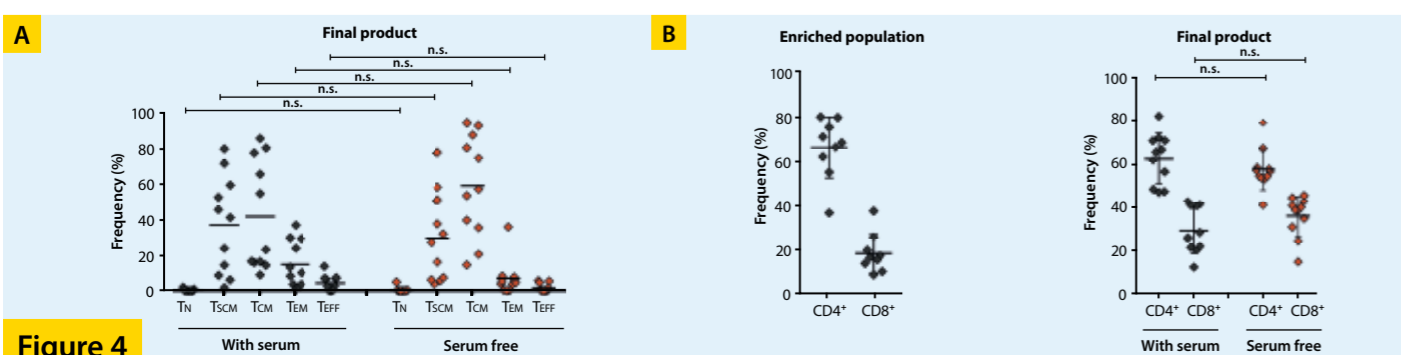 A
Final product
n.s.
n.s.
n.s.
n.s.
n.s.
Frequency (%)
100
80
60
40
20
0
TN TSCM TCM TEM TEFF TN TSCM TCM TEM TEFF
With serum Serum free
Figure 4
B
Enriched population
Frequency (%)
100
80
60
40
20
0
CD4+ CD8+
Final product
n.s.
n.s.
Frequency (%)
100
80
60
40
20
0
CD4+ CD8+ CD4+ CD8+
With serum Serum free